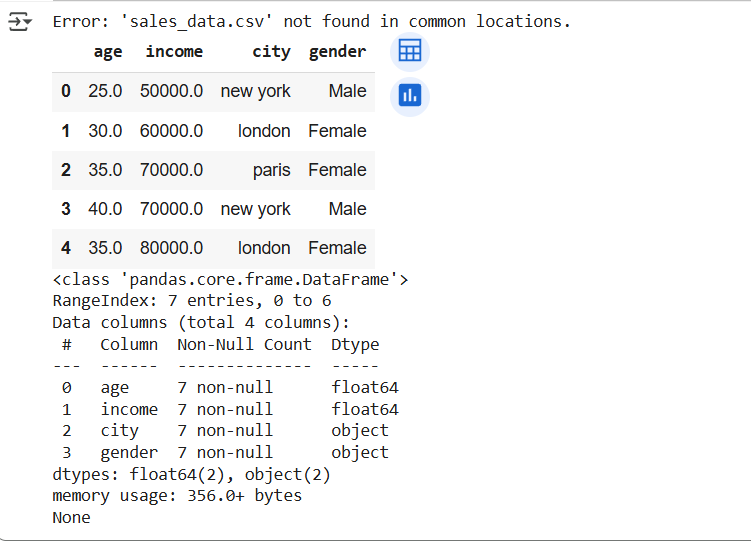 Error: 'sales_data.csv' not found in common locations.
age income city gender
0 25.0 50000.0 new york Male
1 30.0 60000.0 london Female
2 35.0 70000.0 paris Female
3 40.0 70000.0 new york Male
4 35.0 80000.0 london Female
<class 'pandas.core.frame.DataFrame'>
RangeIndex: 7 entries, 0 to 6
Data columns (total 4 columns):
 #   Column  Non-Null Count  Dtype
---  ------  --------------  -----
 0   age     7 non-null      float64
 1   income  7 non-null      float64
 2   city    7 non-null      object
 3   gender  7 non-null      object
dtypes: float64(2), object(2)
memory usage: 356.0+ bytes
None